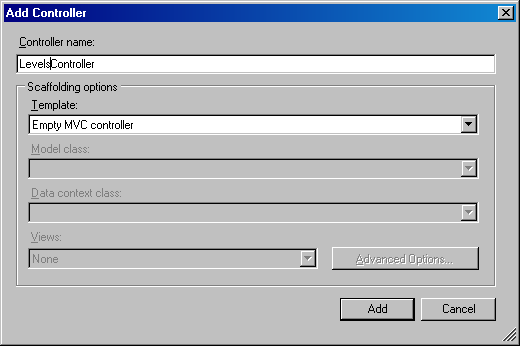 Add Controller
Controller name:
LevelsController
Scaffolding options
Template:
Empty MVC controller
Model class:
Data context class:
Views:
None
Advanced Options...
Add
Cancel